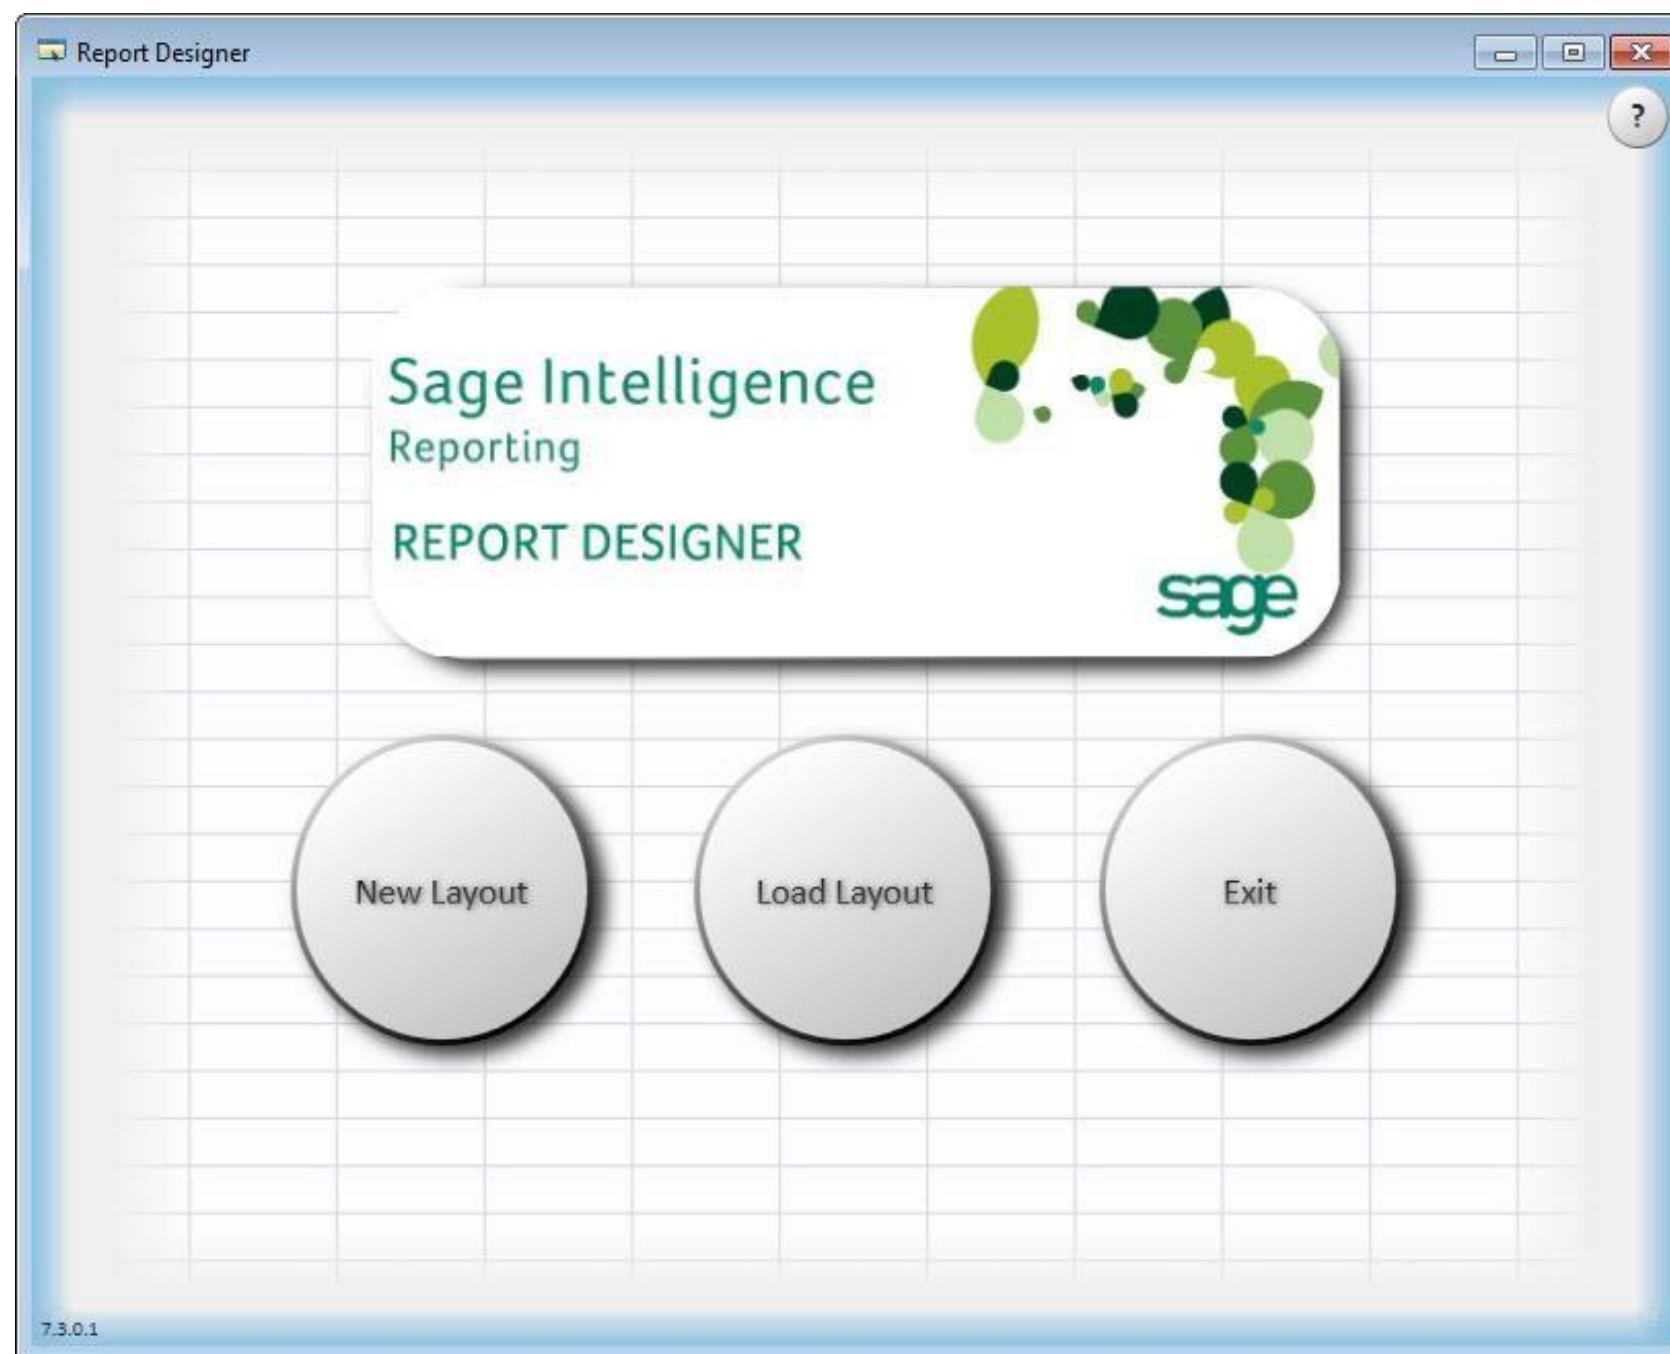 Report Designer
?
Sage Intelligence
Reporting
REPORT DESIGNER
sage
New Layout
Load Layout
Exit
7.3.0.1